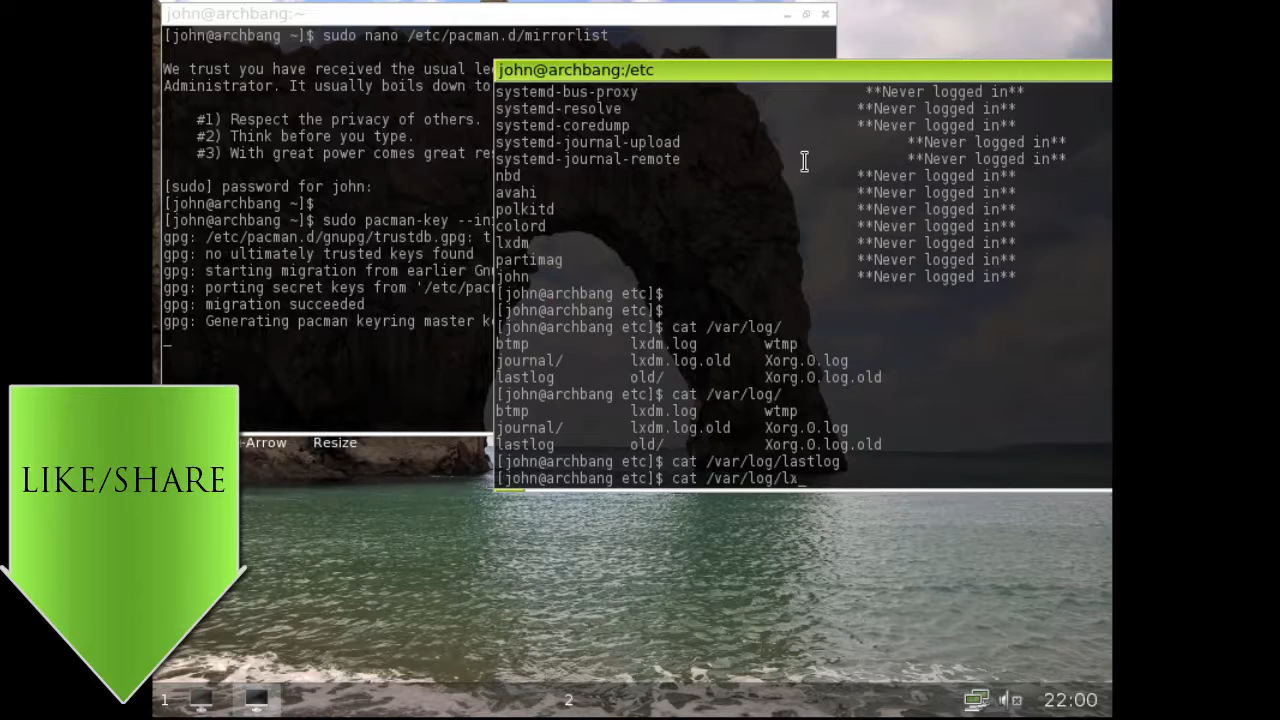 john@archbang:~
[john@archbang ~]$ sudo nano /etc/pacman.d/mirrorlist
We trust you have received the usual le
Administrator. It usually boils down to
#1) Respect the privacy of others.
#2) Think before you type.
#3) With great power comes great res
[sudo] password for john:
[john@archbang ~]$
[john@archbang ~]$ sudo pacman-key --ini
gpg: /etc/pacman.d/gnupg/trustdb.gpg: t
gpg: no ultimately trusted keys found
gpg: starting migration from earlier Gnu
gpg: porting secret keys from '/etc/pacm
gpg: migration succeeded
gpg: Generating pacman keyring master ke
_
-Arrow Resize
john@archbang:/etc
systemd-bus-proxy **Never logged in**
systemd-resolve **Never logged in**
systemd-coredump **Never logged in**
systemd-journal-upload **Never logged in**
systemd-journal-remote **Never logged in**
nbd **Never logged in**
avahi **Never logged in**
polkitd **Never logged in**
colord **Never logged in**
lxdm **Never logged in**
partimag **Never logged in**
john **Never logged in**
[john@archbang etc]$
[john@archbang etc]$
[john@archbang etc]$ cat /var/log/
btmp lxdm.log wtmp
journal/ lxdm.log.old Xorg.0.log
lastlog old/ Xorg.0.log.old
[john@archbang etc]$ cat /var/log/
btmp lxdm.log wtmp
journal/ lxdm.log.old Xorg.0.log
lastlog old/ Xorg.0.log.old
[john@archbang etc]$ cat /var/log/lastlog
[john@archbang etc]$ cat /var/log/lx_
LIKE/SHARE
1 2 22:00